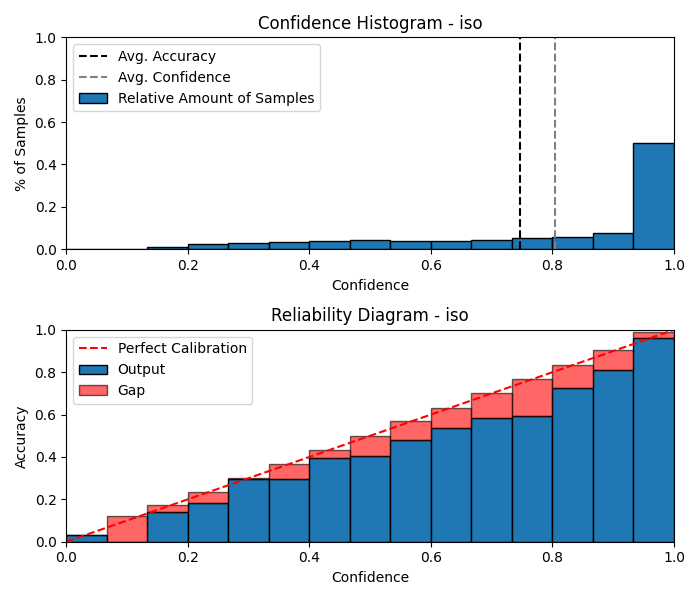 Confidence Histogram - iso
1.0
0.8
0.6
0.4
0.2
0.0
% of Samples
Avg. Accuracy
Avg. Confidence
Relative Amount of Samples
0.0 0.2 0.4 0.6 0.8 1.0
Confidence
Reliability Diagram - iso
1.0
0.8
0.6
0.4
0.2
0.0
Accuracy
Perfect Calibration
Output
Gap
0.0 0.2 0.4 0.6 0.8 1.0
Confidence